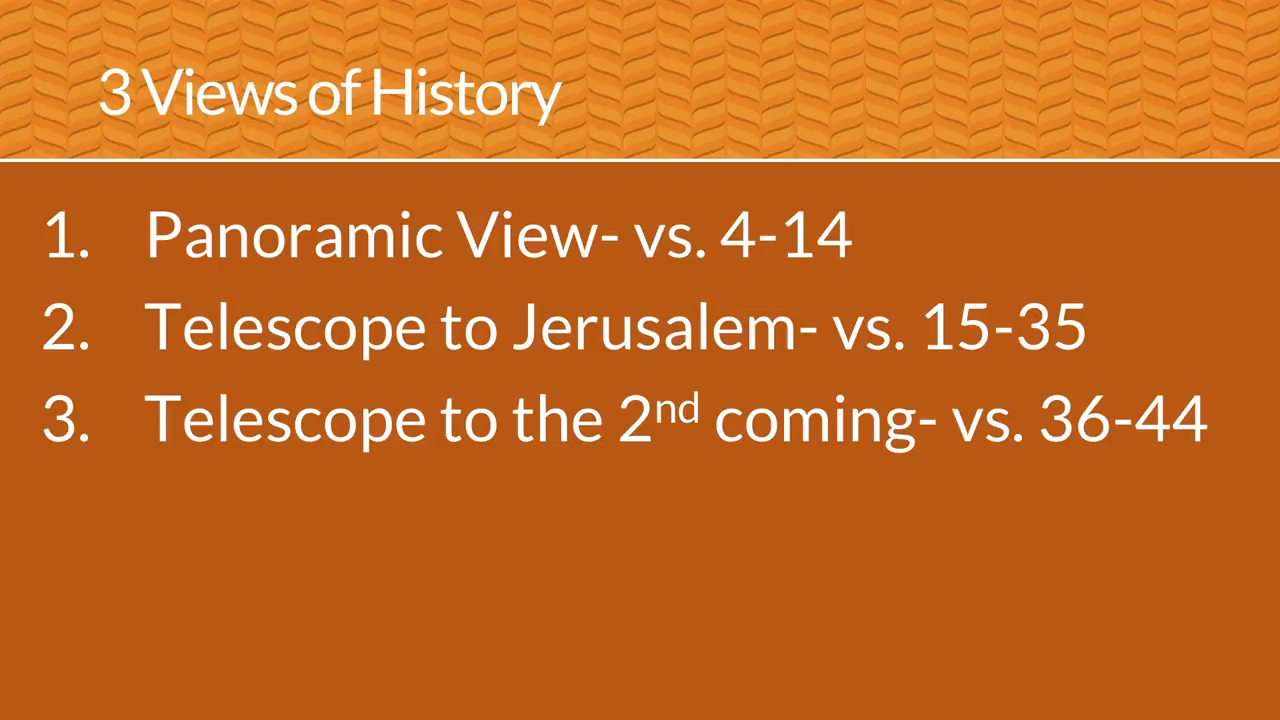 3 Views of History
1. Panoramic View- vs. 4-14
2. Telescope to Jerusalem- vs. 15-35
3. Telescope to the 2nd coming- vs. 36-44